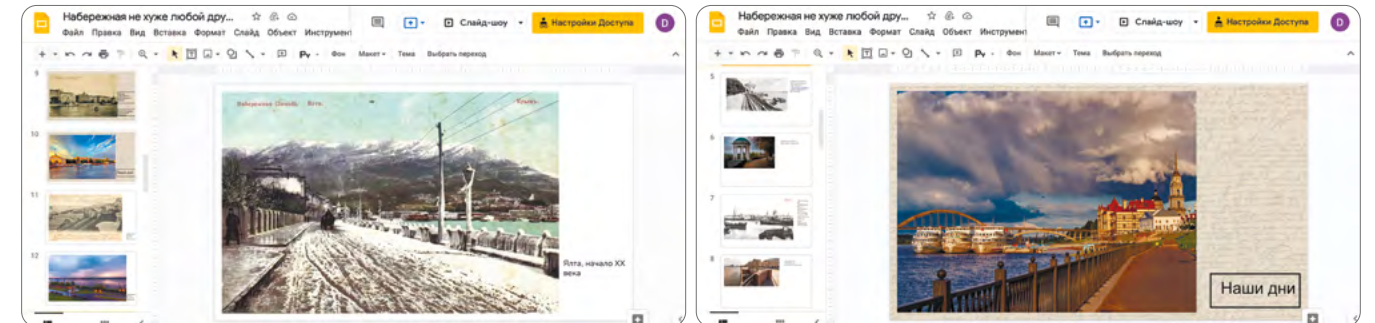 Набережная не хуже любой дру...
Файл Правка Вид Вставка Формат Слайд Объект Инструмент
Слайд-шоу
Настройки Доступа
D
Фон Макет Тема Выбрать переход
9
10
11
12
Ялта.
Крымъ.
Ялта, начало XX
века
Набережная не хуже любой дру...
Файл Правка Вид Вставка Формат Слайд Объект Инструмент
Слайд-шоу
Настройки Доступа
D
Фон Макет Тема Выбрать переход
5
6
7
8
Наши дни